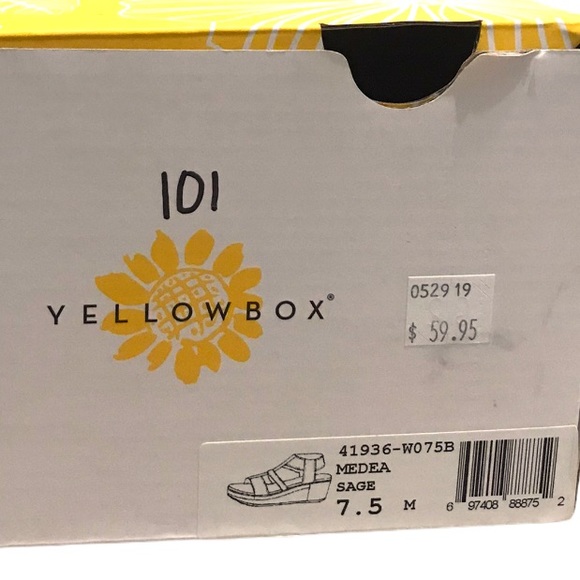 101
YELLOWBOX®
052919
$ 59.95
41936-W075B
MEDEA
SAGE
7.5 M
6 97408 88875 2